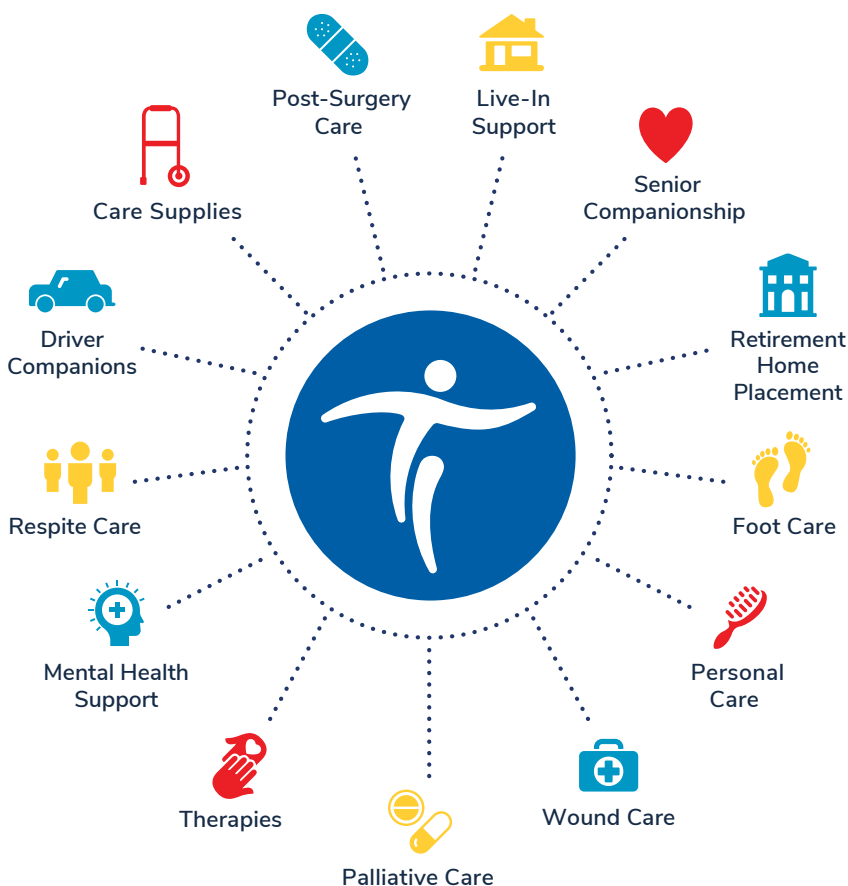 Post-Surgery
Care
Live-In
Support
Senior
Companionship
Care Supplies
Retirement
Home
Placement
Driver
Companions
Respite Care
Foot Care
Mental Health
Support
Personal
Care
Therapies
Wound Care
Palliative Care